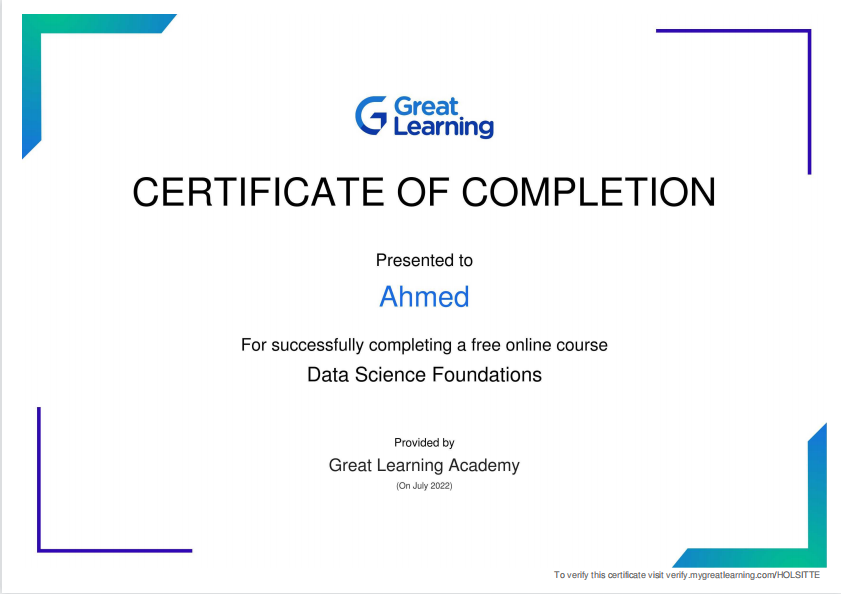 Great
Learning
CERTIFICATE OF COMPLETION
Presented to
Ahmed
For successfully completing a free online course
Data Science Foundations
Provided by
Great Learning Academy
(On July 2022)
To verify this certificate visit verify.mygreatlearning.com/HOLSITTE